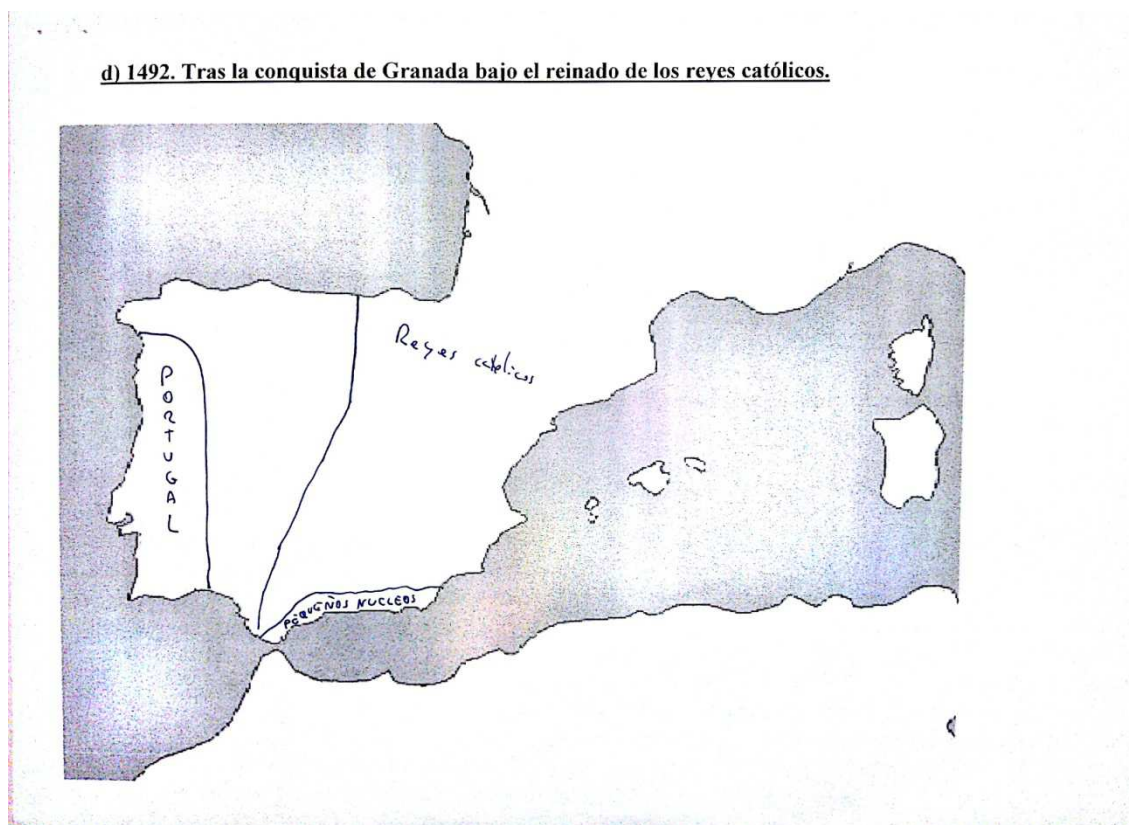 d) 1492. Tras la conquista de Granada bajo el reinado de los reyes católicos.
Reyes católicos
PORTUGAL
PEQUEÑOS NUCLEOS